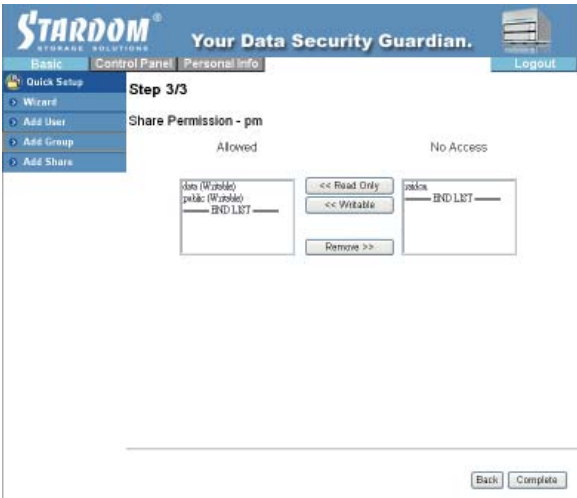 STARDOM®
STORAGE SOLUTIONS
Your Data Security Guardian.
Basic
Control Panel
Personal Info
Logout
Quick Setup
Wizard
Add User
Add Group
Add Share
Step 3/3
Share Permission - pm
Allowed
No Access
data (Writable)
public (Writable)
END LIST
<< Read Only
<< Writable
Remove >>
END LIST
Back
Complete